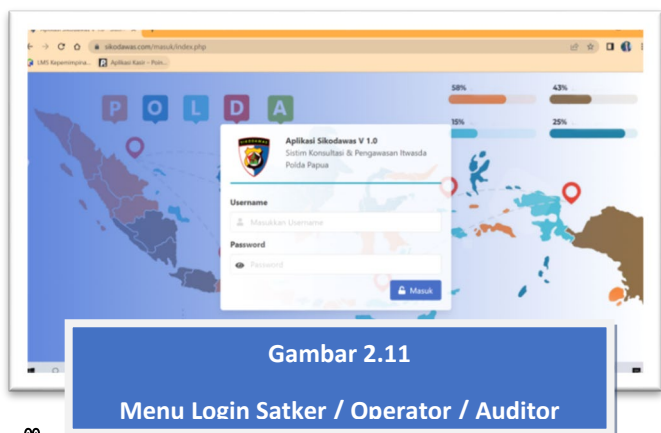 sikodawas.com/masuk/index.php
LMS Kepemimpina...
Aplikasi Kasir - Poin...
POLDA
58%
43%
15%
25%
Aplikasi Sikodawas V 1.0
Sistim Konsultasi & Pengawasan Itwasda
Polda Papua
Username
Masukkan Username
Password
Password
Masuk
Gambar 2.11
Menu Login Satker / Operator / Auditor